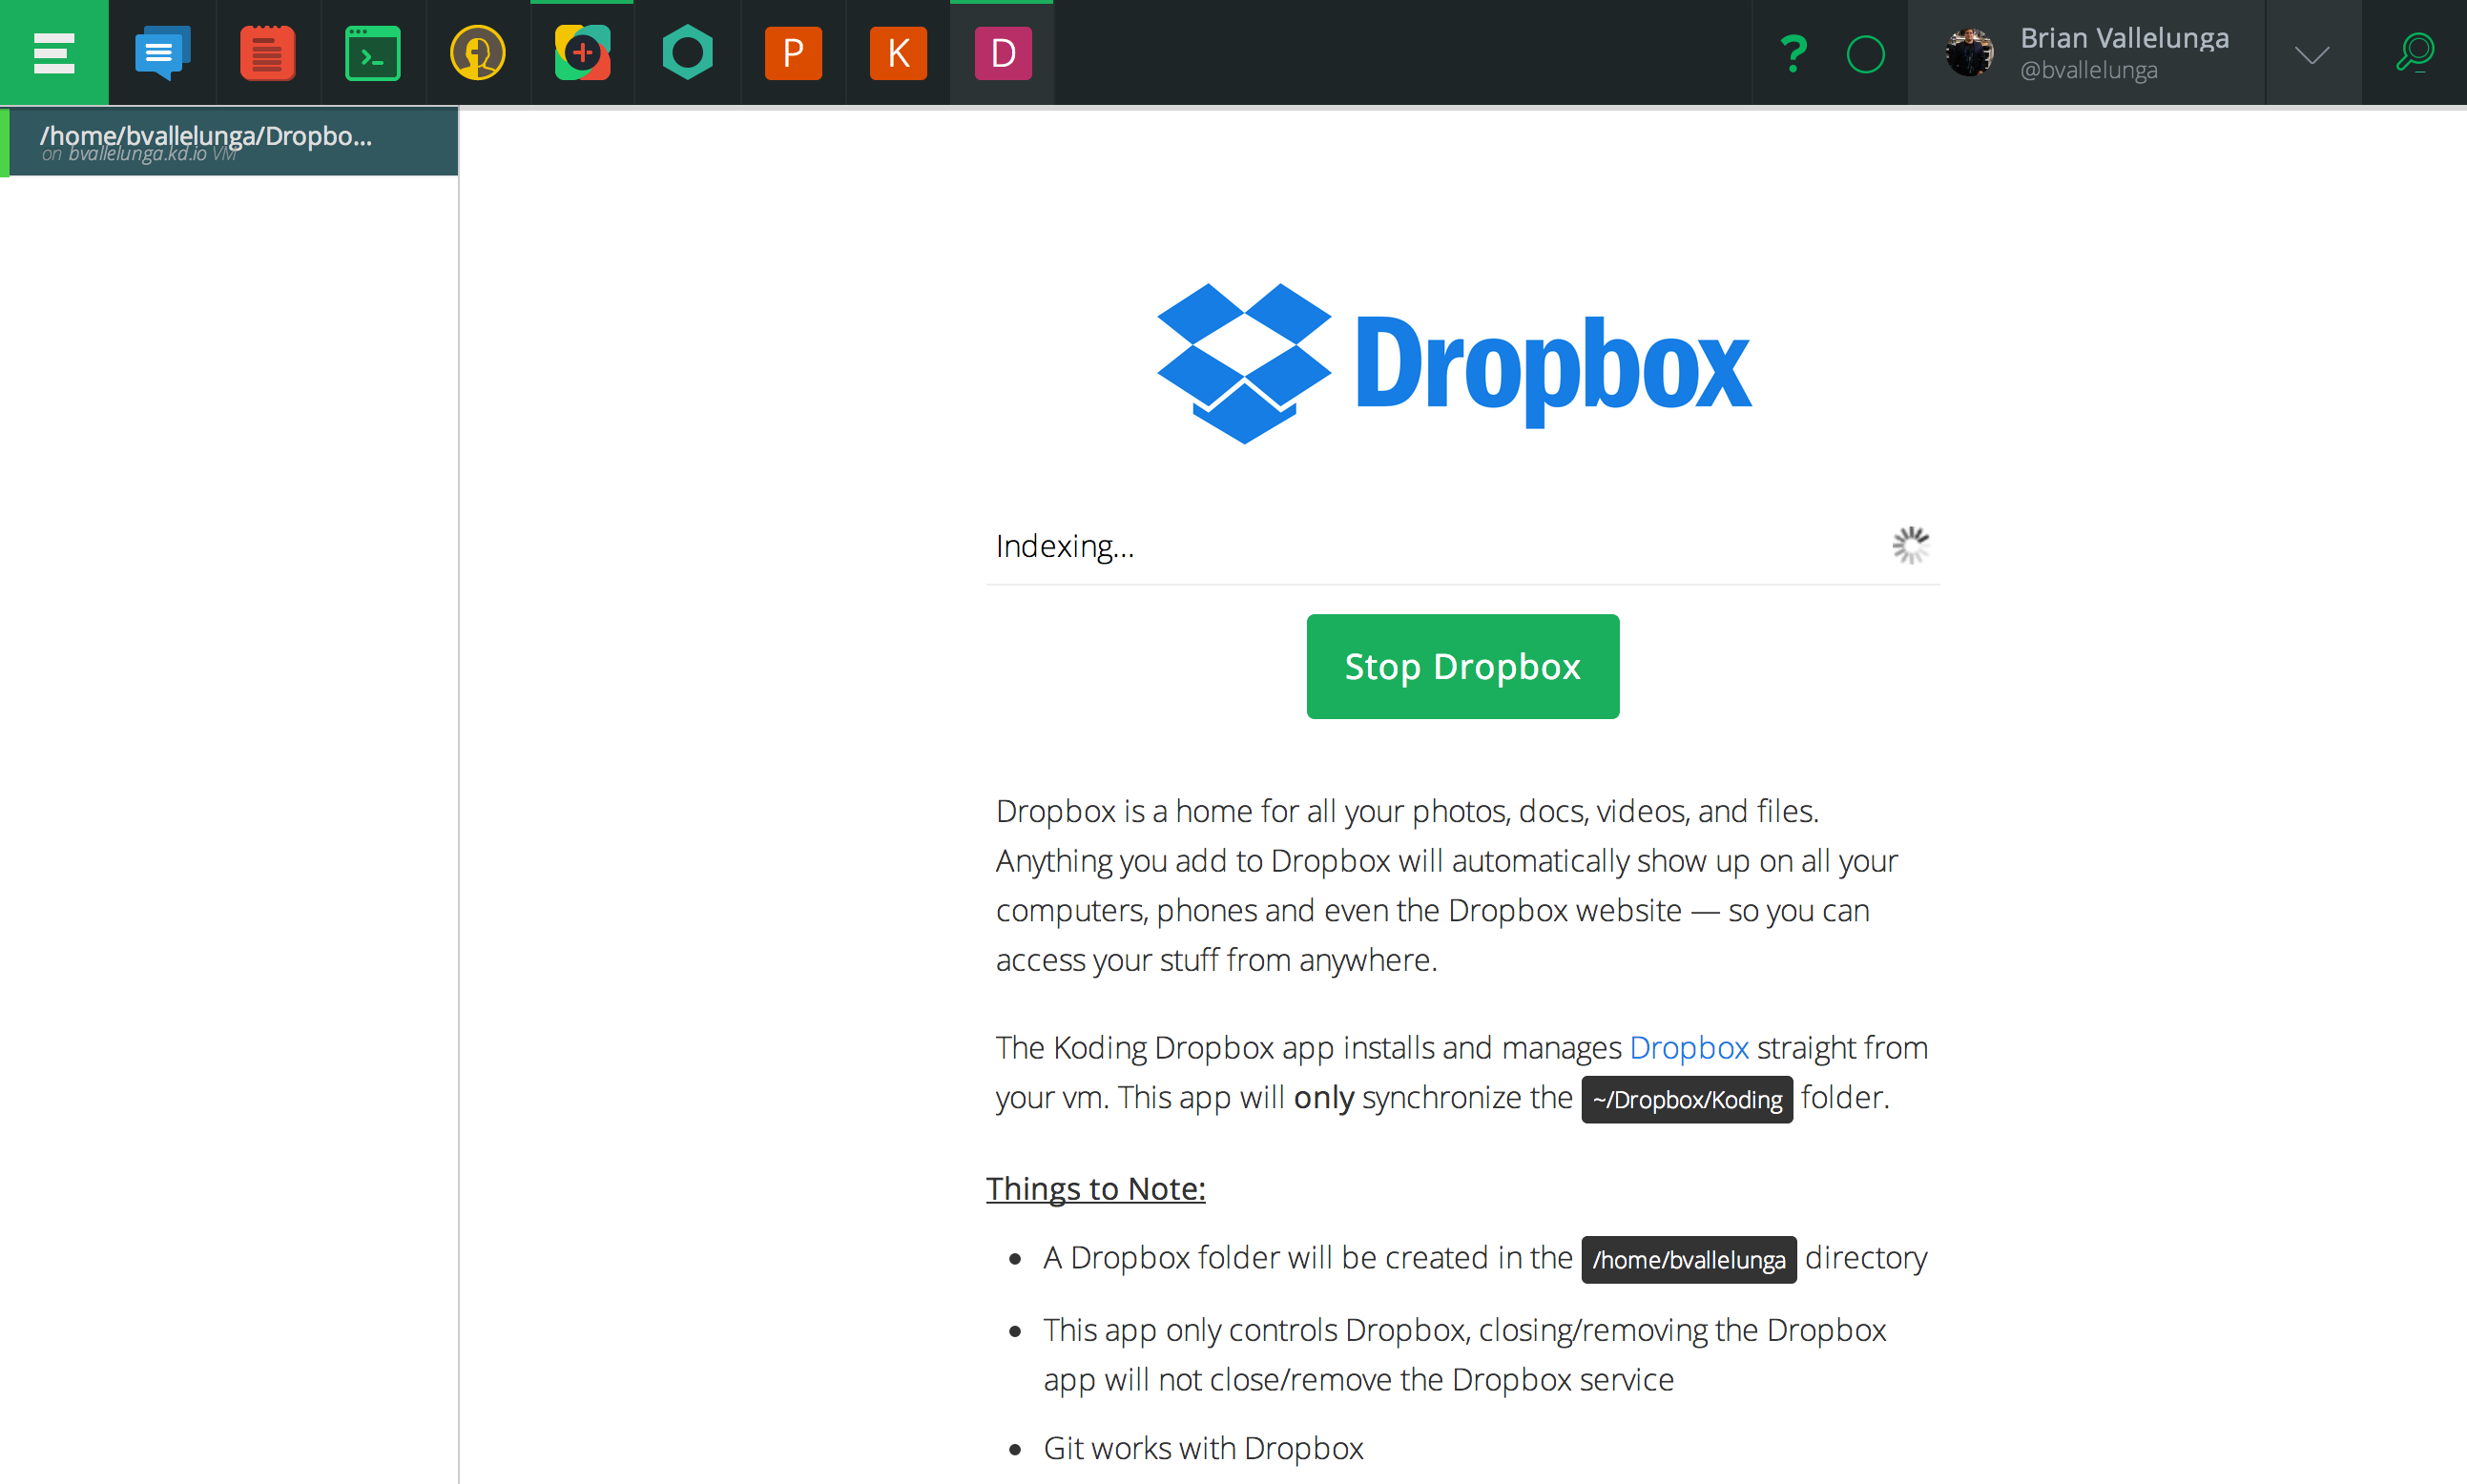 P K D
?
Brian Vallelunga
@bvallelunga
/home/bvallelunga/Dropbo...
on bvallelunga.kd.io VM
Dropbox
Indexing...
Stop Dropbox
Dropbox is a home for all your photos, docs, videos, and files.
Anything you add to Dropbox will automatically show up on all your
computers, phones and even the Dropbox website — so you can
access your stuff from anywhere.
The Koding Dropbox app installs and manages Dropbox straight from
your vm. This app will only synchronize the ~/Dropbox/Koding folder.
Things to Note:
• A Dropbox folder will be created in the /home/bvallelunga directory
• This app only controls Dropbox, closing/removing the Dropbox
app will not close/remove the Dropbox service
• Git works with Dropbox